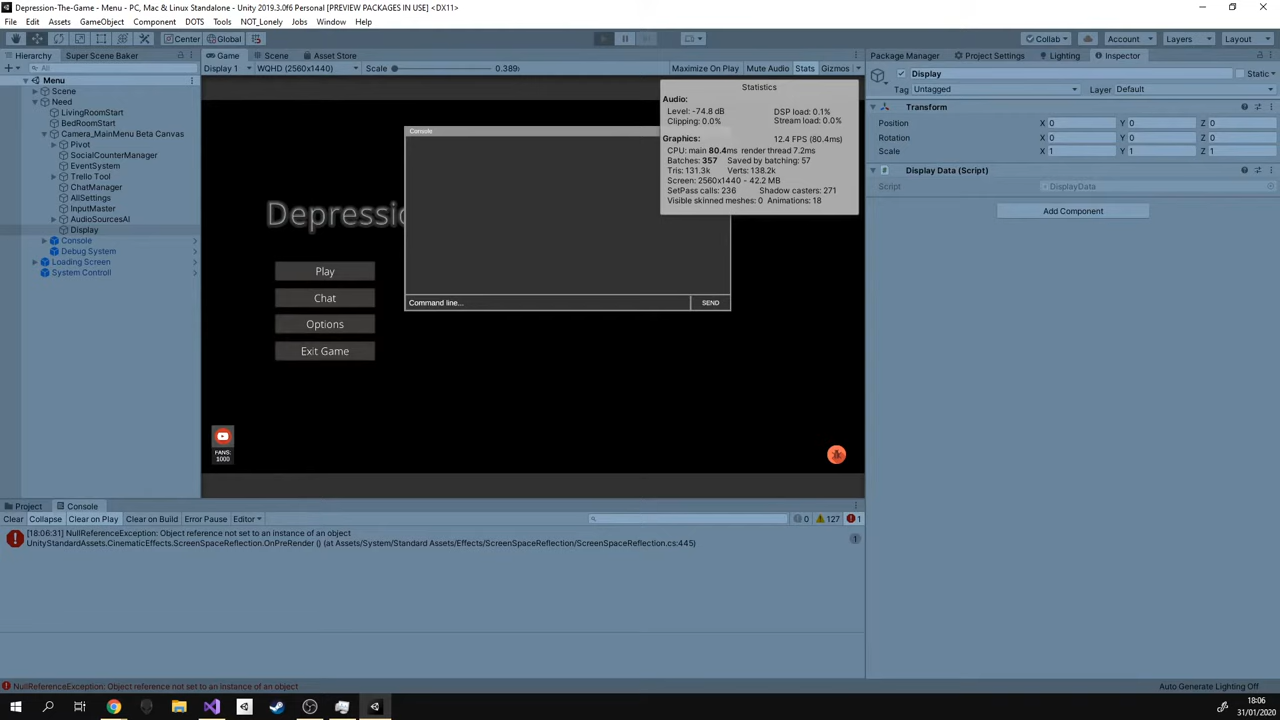 Depression-The-Game - Menu - PC, Mac & Linux Standalone - Unity 2019.3.0f6 Personal [PREVIEW PACKAGES IN USE] <DX11>
File Edit Assets GameObject Component DOTS Tools NOT_Lonely Jobs Window Help
Center Global Collab Account Layers Layout
Hierarchy Super Scene Baker
All
Menu
Scene
Need
LivingRoomStart
BedRoomStart
Camera_MainMenu Beta Canvas
Pivot
SocialCounterManager
EventSystem
Trello Tool
ChatManager
AllSettings
InputMaster
AudioSourcesAI
Display
Console
Debug System
Loading Screen
System Controll
Game Scene Asset Store
Display 1 WQHD (2560x1440) Scale 0.389x Maximize On Play Mute Audio Stats Gizmos
Statistics
Audio:
Level: -74.8 dB DSP load: 0.1%
Clipping: 0.0% Stream load: 0.0%
Graphics: 12.4 FPS (80.4ms)
CPU: main 80.4ms render thread 7.2ms
Batches: 357 Saved by batching: 57
Tris: 131.3k Verts: 138.2k
Screen: 2560x1440 - 42.2 MB
SetPass calls: 236 Shadow casters: 271
Visible skinned meshes: 0 Animations: 18
Console
Depressio
Play
Chat
Options
Exit Game
Command line... SEND
FANS:
1000
Package Manager Project Settings Lighting Inspector
Display Static
Tag Untagged Layer Default
Transform
Position X 0 Y 0 Z 0
Rotation X 0 Y 0 Z 0
Scale X 1 Y 1 Z 1
Display Data (Script)
Script DisplayData
Add Component
Project Console
Clear Collapse Clear on Play Clear on Build Error Pause Editor 0 127 1
[18:06:31] NullReferenceException: Object reference not set to an instance of an object
UnityStandardAssets.CinematicEffects.ScreenSpaceReflection.OnPreRender () (at Assets/System/Standard Assets/Effects/ScreenSpaceReflection/ScreenSpaceReflection.cs:445)
1
NullReferenceException: Object reference not set to an instance of an object
Auto Generate Lighting Off
18:06
31/01/2020